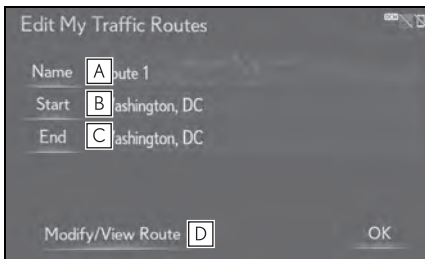 Edit My Traffic Routes
Name A oute 1
Start B ashington, DC
End C ashington, DC
Modify/View Route D OK